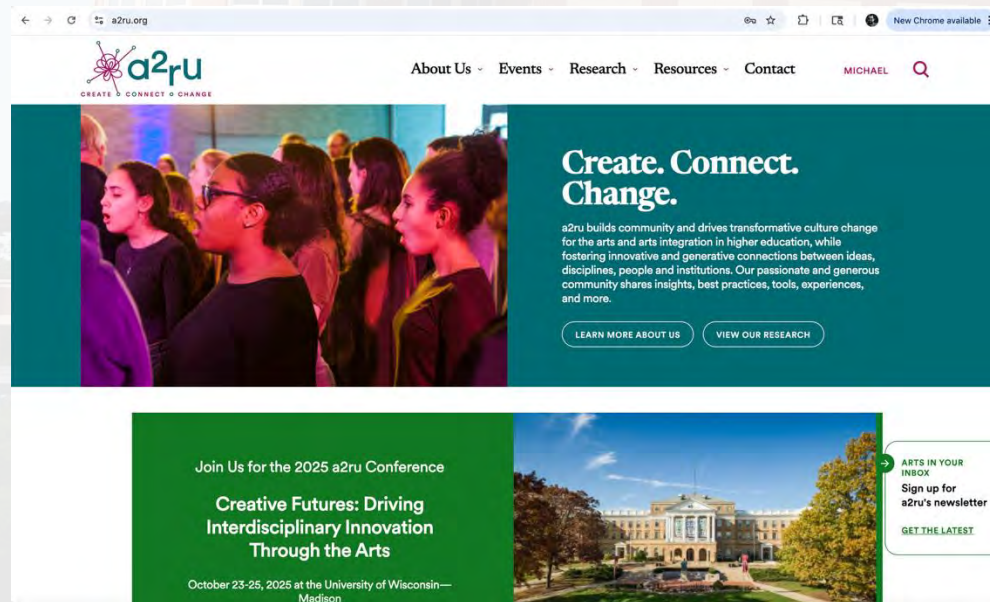 a2ru.org
New Chrome available
a2ru
CREATE CONNECT CHANGE
About Us
Events
Research
Resources
Contact
MICHAEL
Create. Connect.
Change.
a2ru builds community and drives transformative culture change
for the arts and arts integration in higher education, while
fostering innovative and generative connections between ideas,
disciplines, people and institutions. Our passionate and generous
community shares insights, best practices, tools, experiences,
and more.
LEARN MORE ABOUT US
VIEW OUR RESEARCH
Join Us for the 2025 a2ru Conference
Creative Futures: Driving
Interdisciplinary Innovation
Through the Arts
October 23-25, 2025 at the University of Wisconsin—
Madison
ARTS IN YOUR
INBOX
Sign up for
a2ru's newsletter
GET THE LATEST